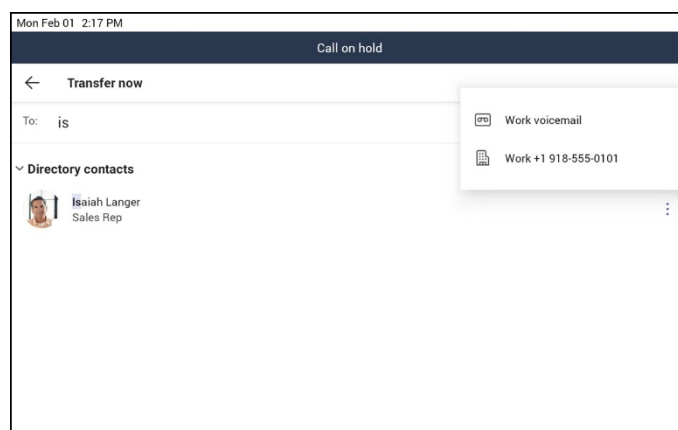 Mon Feb 01 2:17 PM
Call on hold
Transfer now
To: is
Work voicemail
Work +1 918-555-0101
Directory contacts
Isaiah Langer
Sales Rep